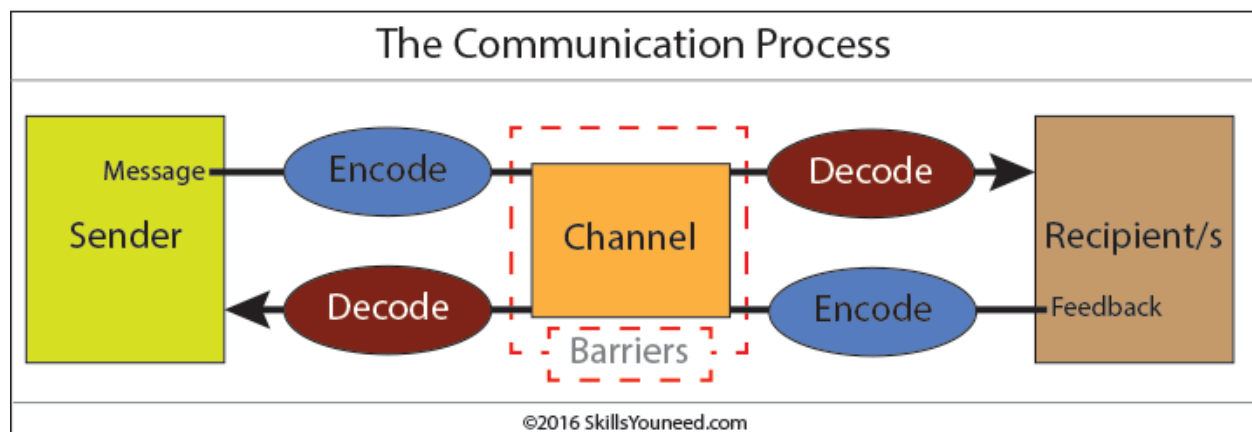 The Communication Process
Message
Encode
Decode
Sender
Channel
Recipient/s
Decode
Encode
Feedback
Barriers
©2016 SkillsYouneed.com